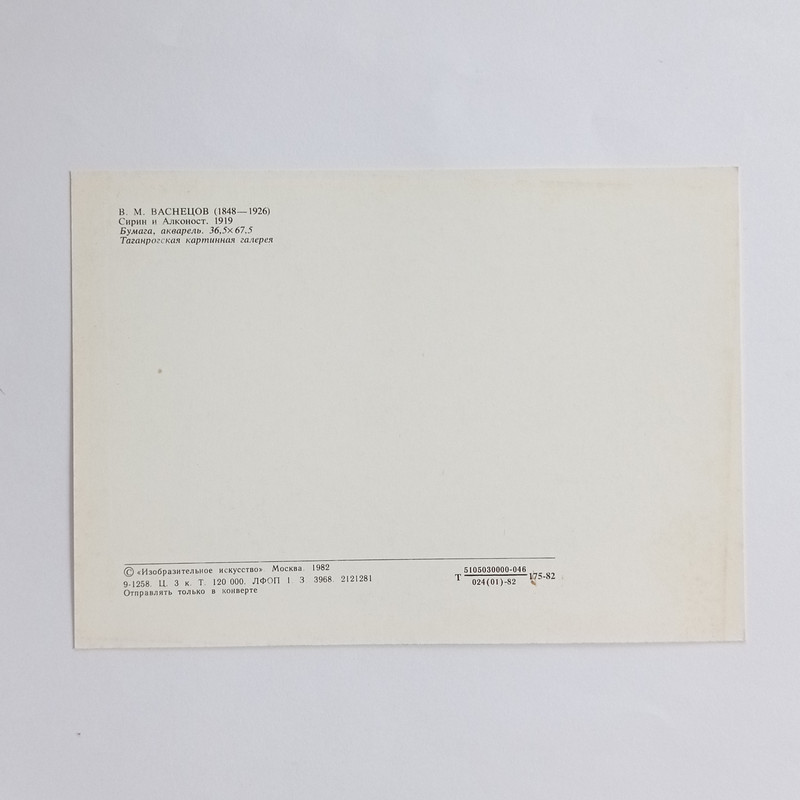 В. М. ВАСНЕЦОВ (1848—1926)
Сирин и Алконост. 1919
Бумага, акварель. 36,5×67,5
Таганрогская картинная галерея
© «Изобразительное искусство» Москва 1982
9-1258. Ц. 3 к. Т. 120 000. ЛФОП 1 З 3968. 2121281
Отправлять только в конверте
Т 5105030000-046 175-82
024(01)-82